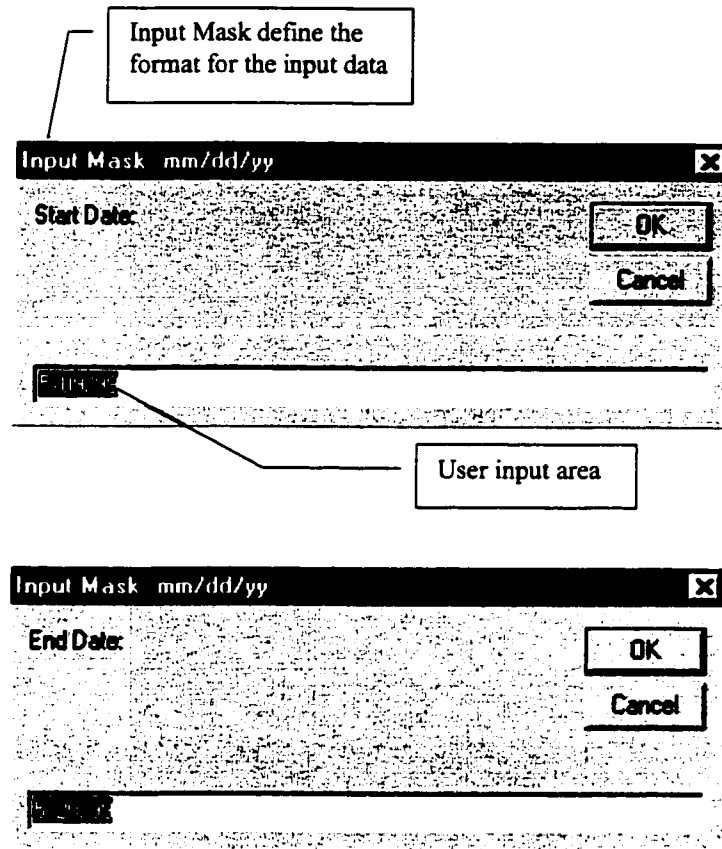 Input Mask define the
format for the input data
Input Mask mm/dd/yy
Start Date:
OK
Cancel
User input area
Input Mask mm/dd/yy
End Date:
OK
Cancel